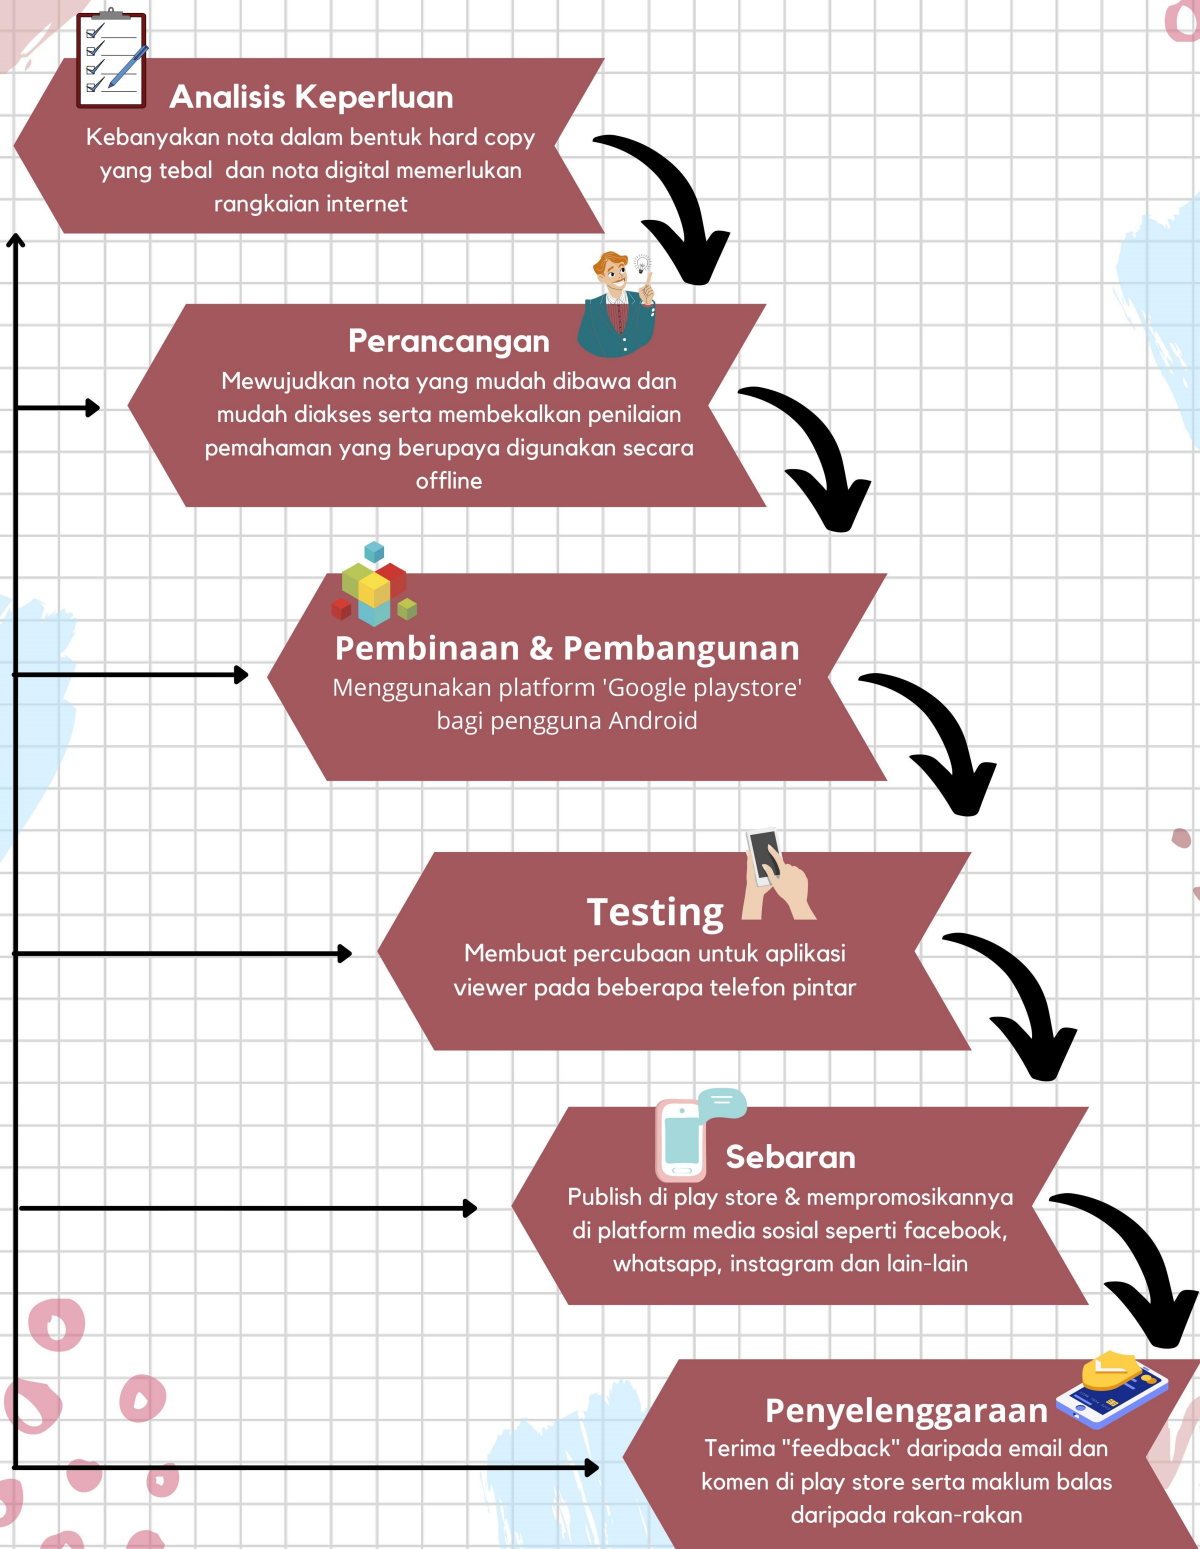 Analisis Keperluan
Kebanyakan nota dalam bentuk hard copy
yang tebal dan nota digital memerlukan
rangkaian internet
Perancangan
Mewujudkan nota yang mudah dibawa dan
mudah diakses serta membekalkan penilaian
pemahaman yang berupaya digunakan secara
offline
Pembinaan & Pembangunan
Menggunakan platform 'Google playstore'
bagi pengguna Android
Testing
Membuat percubaan untuk aplikasi
viewer pada beberapa telefon pintar
Sebaran
Publish di play store & mempromosikannya
di platform media sosial seperti facebook,
whatsapp, instagram dan lain-lain
Penyelenggaraan
Terima "feedback" daripada email dan
komen di play store serta maklum balas
daripada rakan-rakan